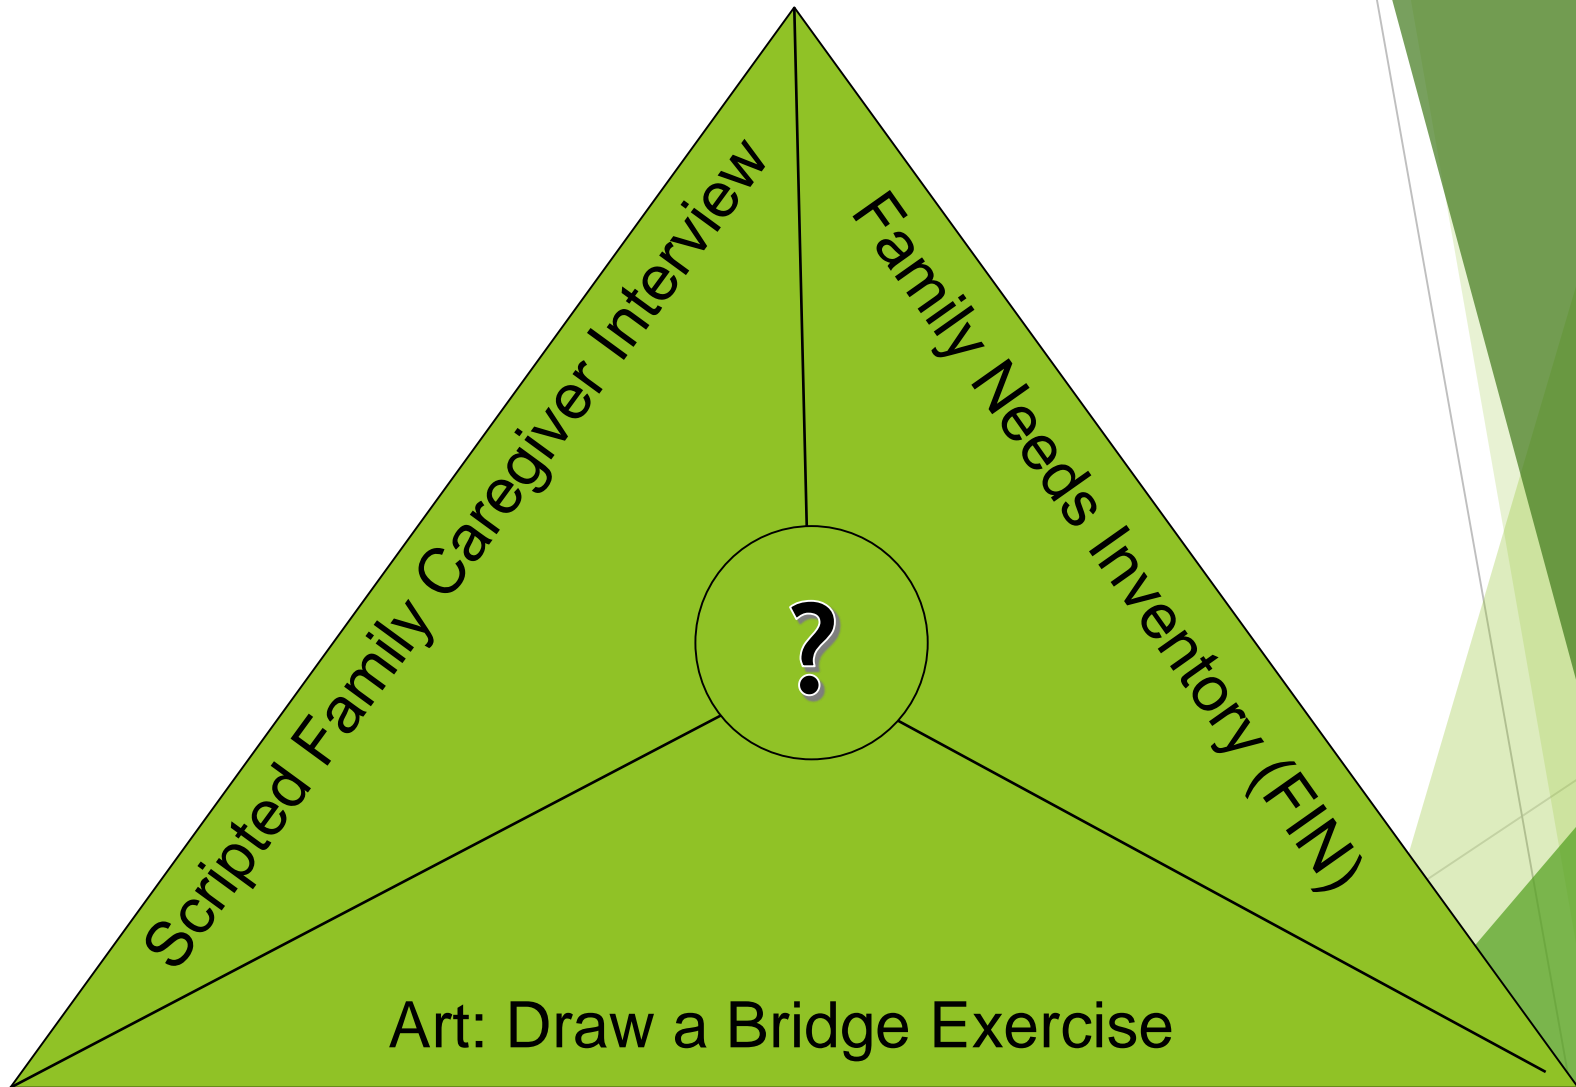 Scripted Family Caregiver Interview
Family Needs Inventory (FIN)
?
Art: Draw a Bridge Exercise